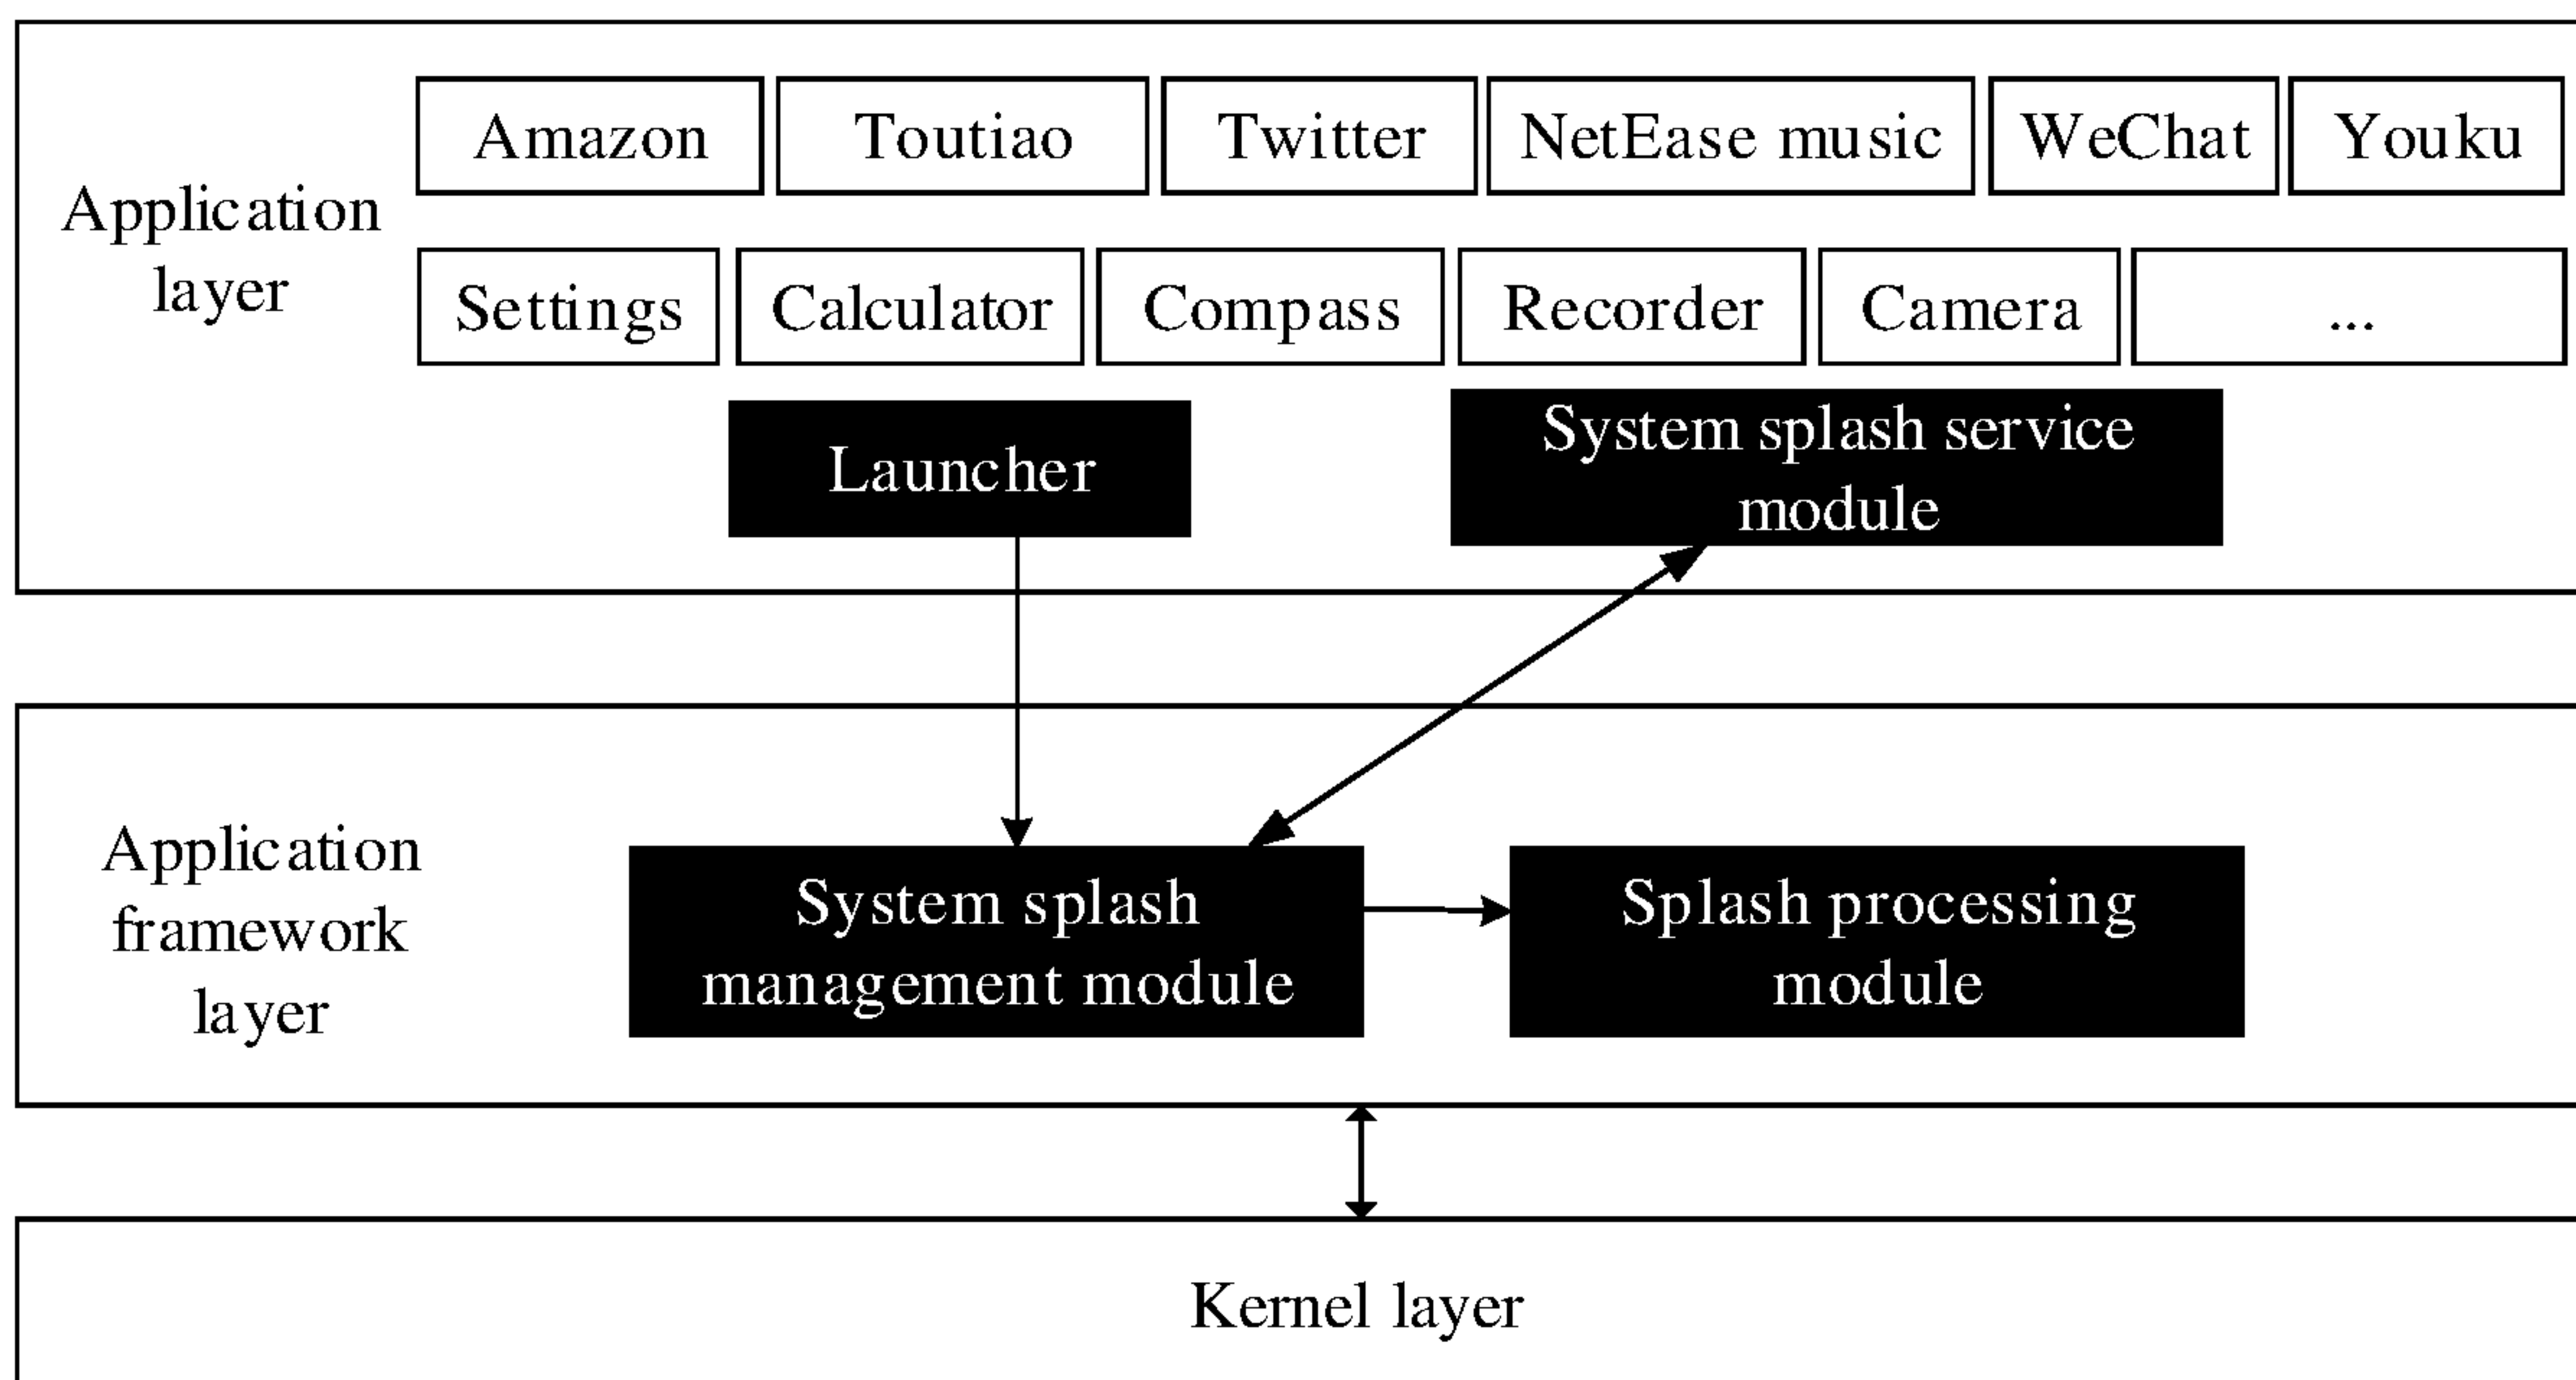 Amazon
Toutiao
Twitter
NetEase music
WeChat
Youku
Application
layer
Settings
Calculator
Compass
Recorder
Camera
...
Launcher
System splash service
module
Application
framework
layer
System splash
management module
Splash processing
module
Kernel layer